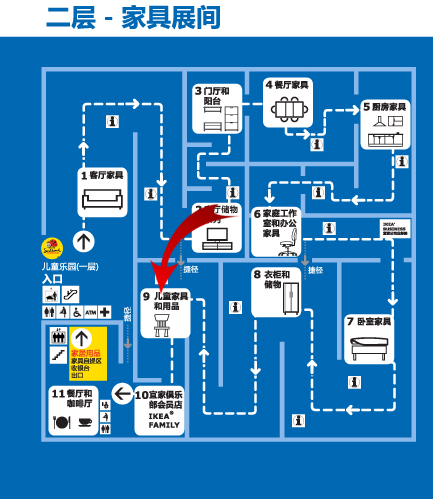 二层 - 家具展间
3 门厅和
阳台
4 餐厅家具
5 厨房家具
1 客厅家具
储物
6 家庭工作
室和办公
家具
IKEA
BUSINESS
儿童乐园(一层)
入口
捷径
捷径
8 衣柜和
储物
9 儿童家具
和用品
捷径
7 卧室家具
ATM
家居用品
家具自提区
收银台
出口
11 餐厅和
咖啡厅
10 宜家俱乐
部会员店
IKEA®
FAMILY